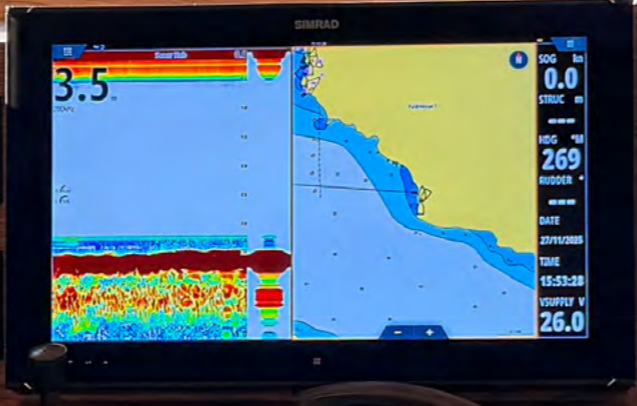 SIMRAD
3.5
SOG kn
0.0
STRUC m
---
HDG °M
269
RUDDER °
---
DATE
27/11/2025
TIME
15:53:28
VSUPPLY V
26.0
- +